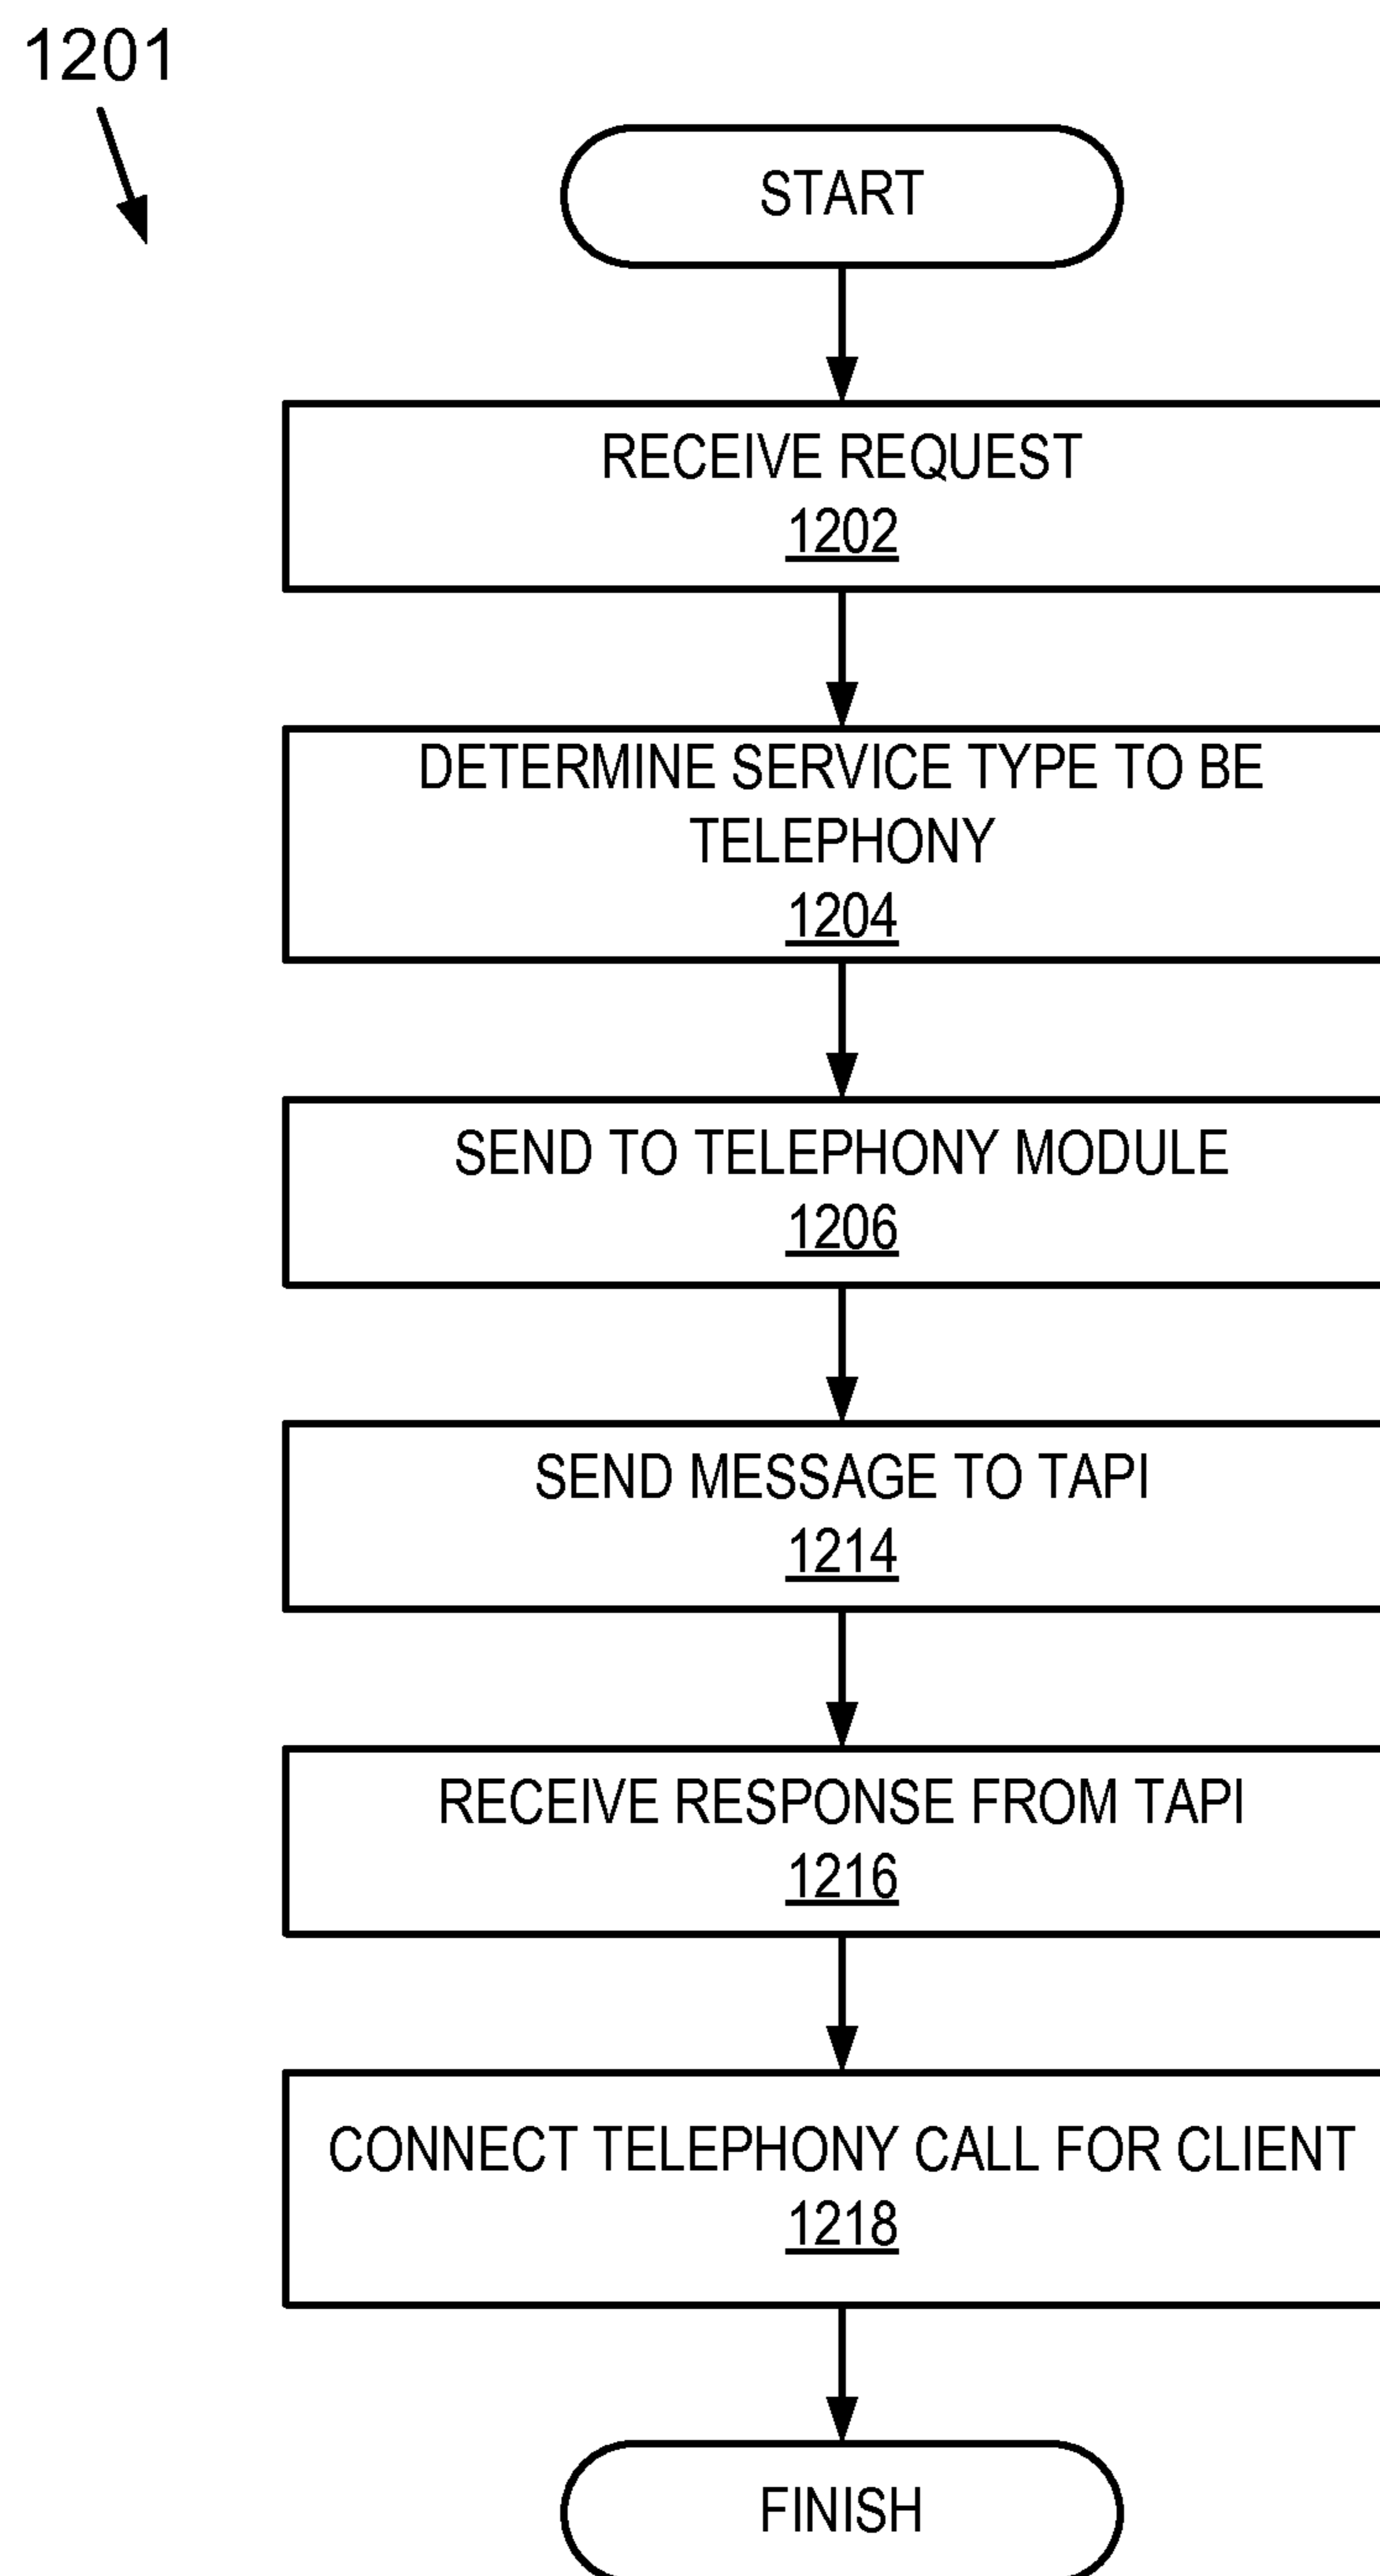 1201
START
RECEIVE REQUEST
1202
DETERMINE SERVICE TYPE TO BE
TELEPHONY
1204
SEND TO TELEPHONY MODULE
1206
SEND MESSAGE TO TAPI
1214
RECEIVE RESPONSE FROM TAPI
1216
CONNECT TELEPHONY CALL FOR CLIENT
1218
FINISH